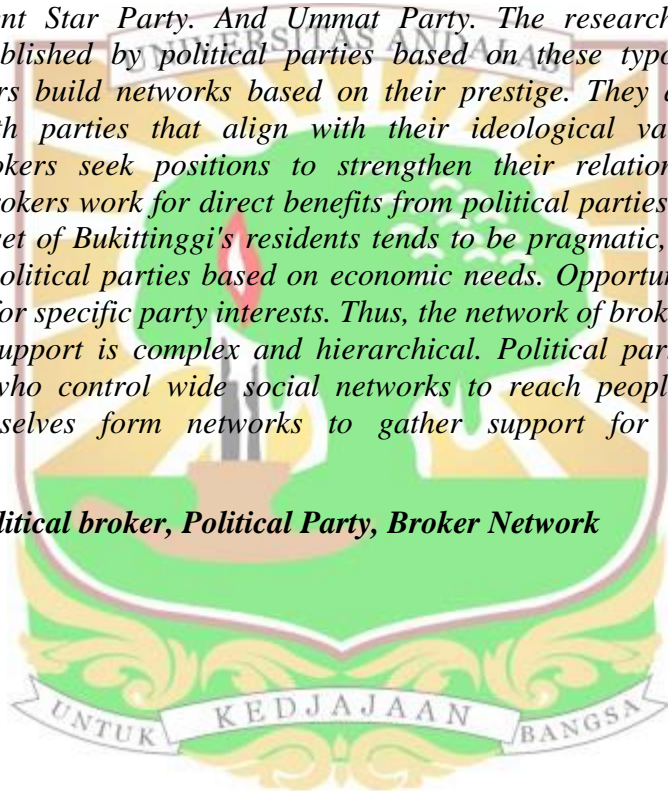 ent Star Party. And Ummat Party. The research
UNIVERSITAS ANDALAS
blished by political parties based on these typo
rs build networks based on their prestige. They
th parties that align with their ideological va
okers seek positions to strengthen their relation
rokers work for direct benefits from political parties
et of Bukittinggi's residents tends to be pragmatic,
olitical parties based on economic needs. Opportun
for specific party interests. Thus, the network of brok
upport is complex and hierarchical. Political par
who control wide social networks to reach peopl
selves form networks to gather support for
litical broker, Political Party, Broker Network
UNTUK KEDJAJAAN BANGSA